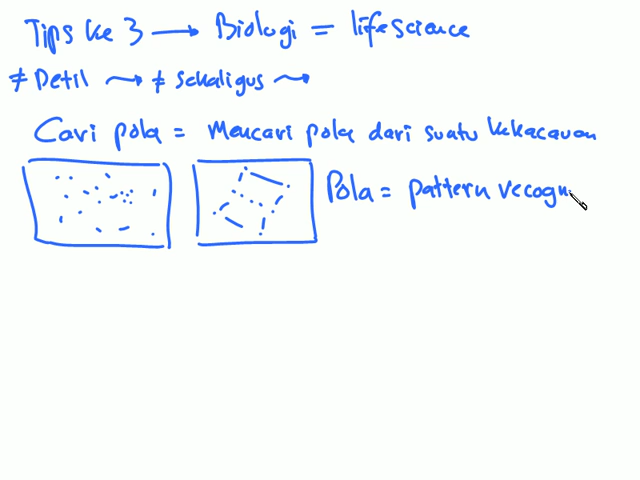 Tips ke 3 → Biologi = lifescience
≠ Detil → ≠ Sekaligus →
Cari pola = Mencari pola dari suatu kekacauan
Pola = pattern recogn